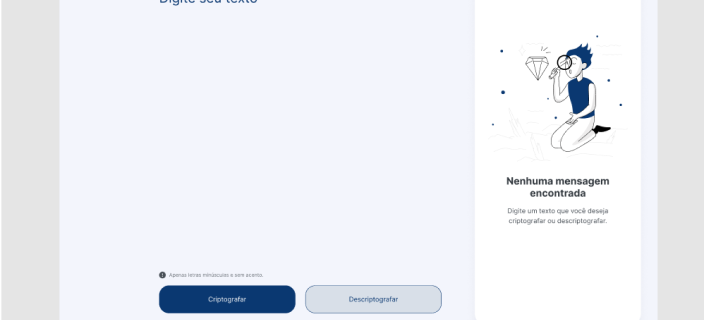 Digite seu texto
Nenhuma mensagem
encontrada
Digite um texto que você deseja
criptografar ou descriptografar.
Apenas letras minúsculas e sem acento.
Criptografar
Descriptografar